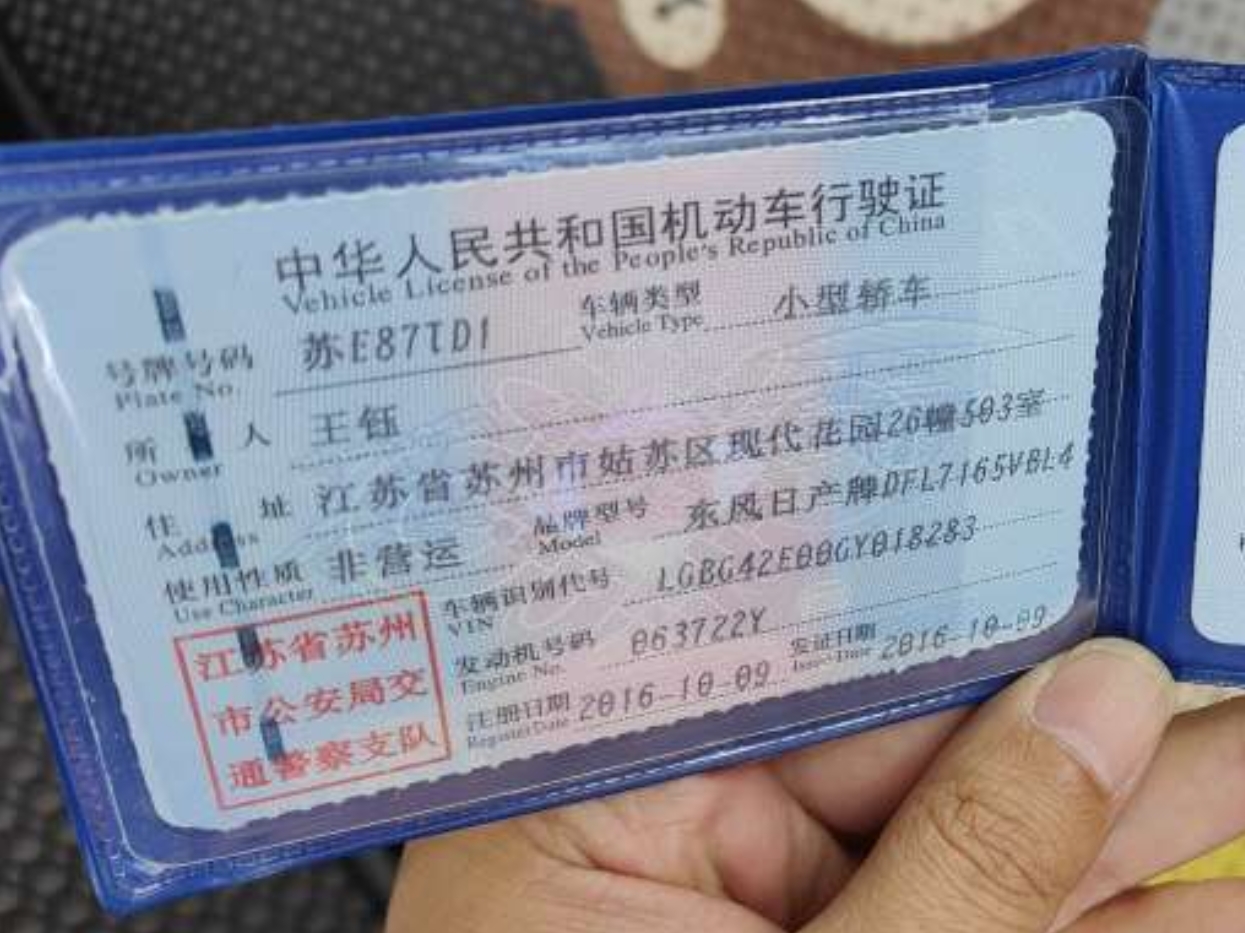 中华人民共和国机动车行驶证
Vehicle License of the People's Republic of China
号牌号码 苏E87TD1 车辆类型 小型轿车
Plate No. Vehicle Type
所有人 王钰
Owner
住址 江苏省苏州市姑苏区现代花园26幢503室
Address
使用性质 非营运 品牌型号 东风日产牌DFL7165VBL4
Use Character Model
车辆识别代号 LGBG42E00GY018283
VIN
发动机号码 063722Y
Engine No.
注册日期 2016-10-09 发证日期 2016-10-09
Register Date Issue Date
江苏省苏州
市公安局交
通警察支队